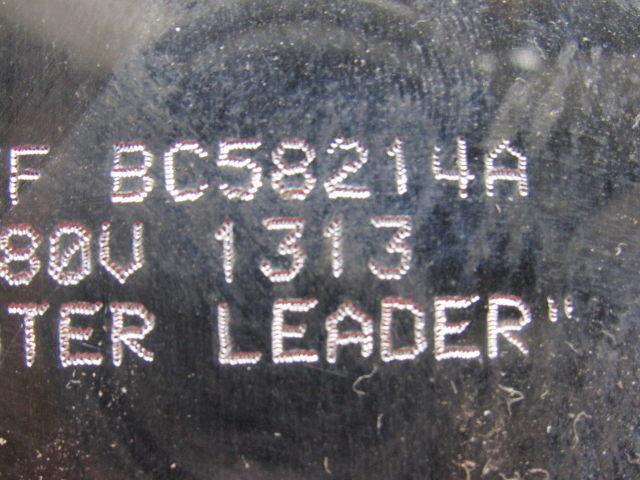 F BC58214A
80V 1313
TER LEADER"